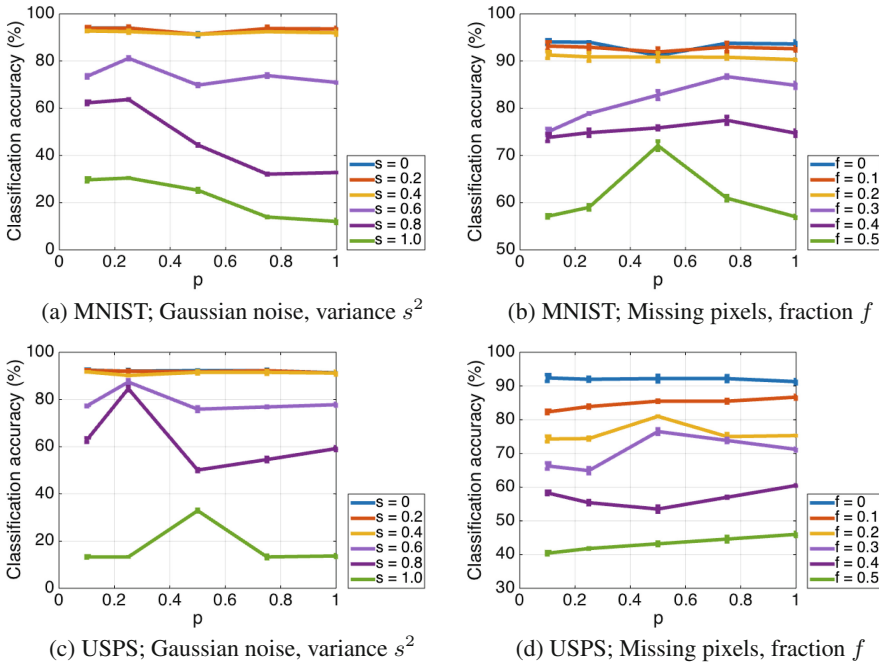 Classification accuracy (%)
100
80
60
40
20
0
0 0.2 0.4 0.6 0.8 1
p
s = 0
s = 0.2
s = 0.4
s = 0.6
s = 0.8
s = 1.0
(a) MNIST; Gaussian noise, variance s²
Classification accuracy (%)
100
90
80
70
60
50
0 0.2 0.4 0.6 0.8 1
p
f = 0
f = 0.1
f = 0.2
f = 0.3
f = 0.4
f = 0.5
(b) MNIST; Missing pixels, fraction f
Classification accuracy (%)
100
80
60
40
20
0
0 0.2 0.4 0.6 0.8 1
p
s = 0
s = 0.2
s = 0.4
s = 0.6
s = 0.8
s = 1.0
(c) USPS; Gaussian noise, variance s²
Classification accuracy (%)
100
90
80
70
60
50
40
30
0 0.2 0.4 0.6 0.8 1
p
f = 0
f = 0.1
f = 0.2
f = 0.3
f = 0.4
f = 0.5
(d) USPS; Missing pixels, fraction f